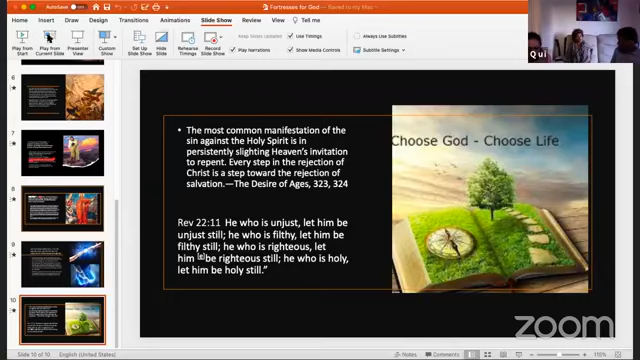 AutoSave OFF
Fortresses for God — Saved to my Mac
Home Insert Draw Design Transitions Animations Slide Show Review View Tell me
Play from Start
Play from Current Slide
Presenter View
Custom Show
Set Up Slide Show
Hide Slide
Rehearse Timings
Record Slide Show
Keep Slides Updated
Use Timings
Play Narrations
Show Media Controls
Always Use Subtitles
Subtitle Settings
Qui
6
7
8
9
10
• The most common manifestation of the
sin against the Holy Spirit is in
persistently slighting Heaven's invitation
to repent. Every step in the rejection of
Christ is a step toward the rejection of
salvation.—The Desire of Ages, 323, 324
Rev 22:11 He who is unjust, let him be
unjust still; he who is filthy, let him be
filthy still; he who is righteous, let
him [e]be righteous still; he who is holy,
let him be holy still."
Choose God - Choose Life
zoom
Slide 10 of 10
English (United States)
Notes
Comments